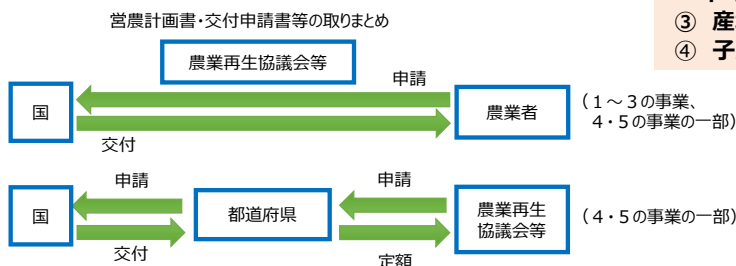 営農計画書・交付申請書等の取りまとめ
③ 産
④ 子
農業再生協議会等
申請
国
農業者
（１～３の事業、
４・５の事業の一部）
交付
申請
申請
国
都道府県
農業再生
協議会等
（４・５の事業の一部）
交付
定額